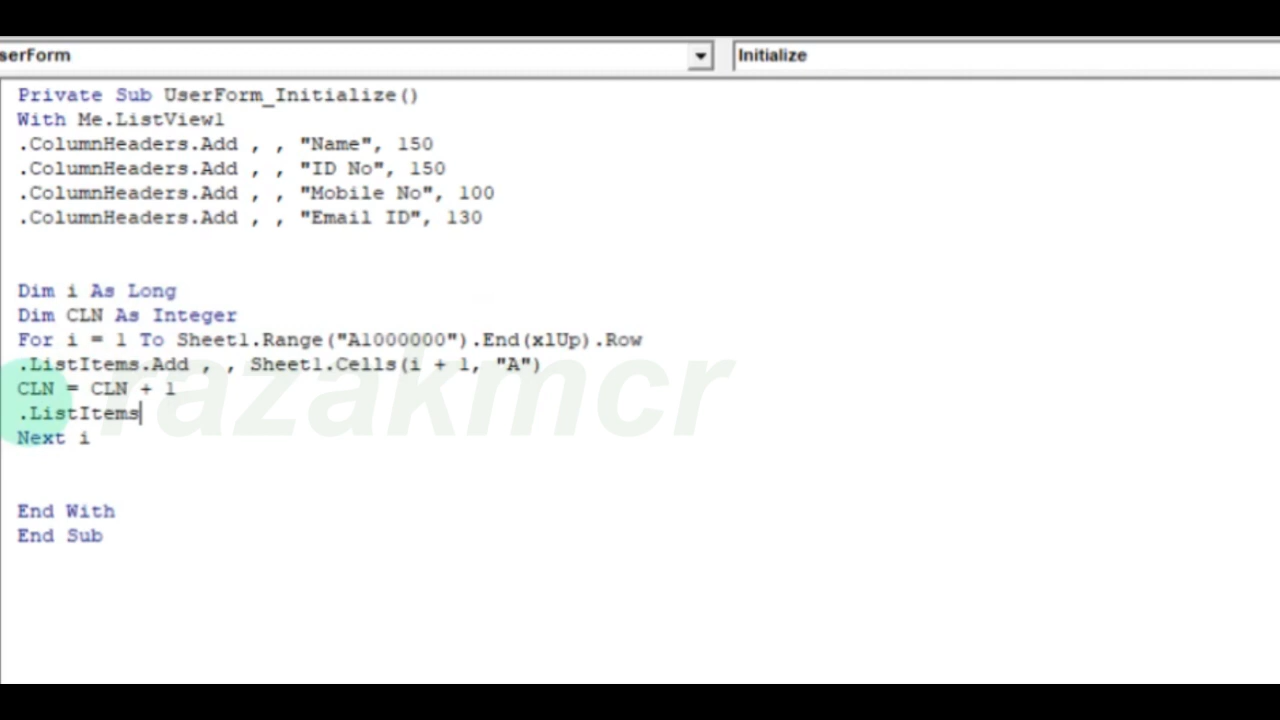 serForm
Initialize
Private Sub UserForm_Initialize()
With Me.ListView1
.ColumnHeaders.Add , , "Name", 150
.ColumnHeaders.Add , , "ID No", 150
.ColumnHeaders.Add , , "Mobile No", 100
.ColumnHeaders.Add , , "Email ID", 130
Dim i As Long
Dim CLN As Integer
For i = 1 To Sheet1.Range("A1000000").End(xlUp).Row
.ListItems.Add , , Sheet1.Cells(i + 1, "A")
CLN = CLN + 1
.ListItems
Next i
End With
End Sub
razakmcr